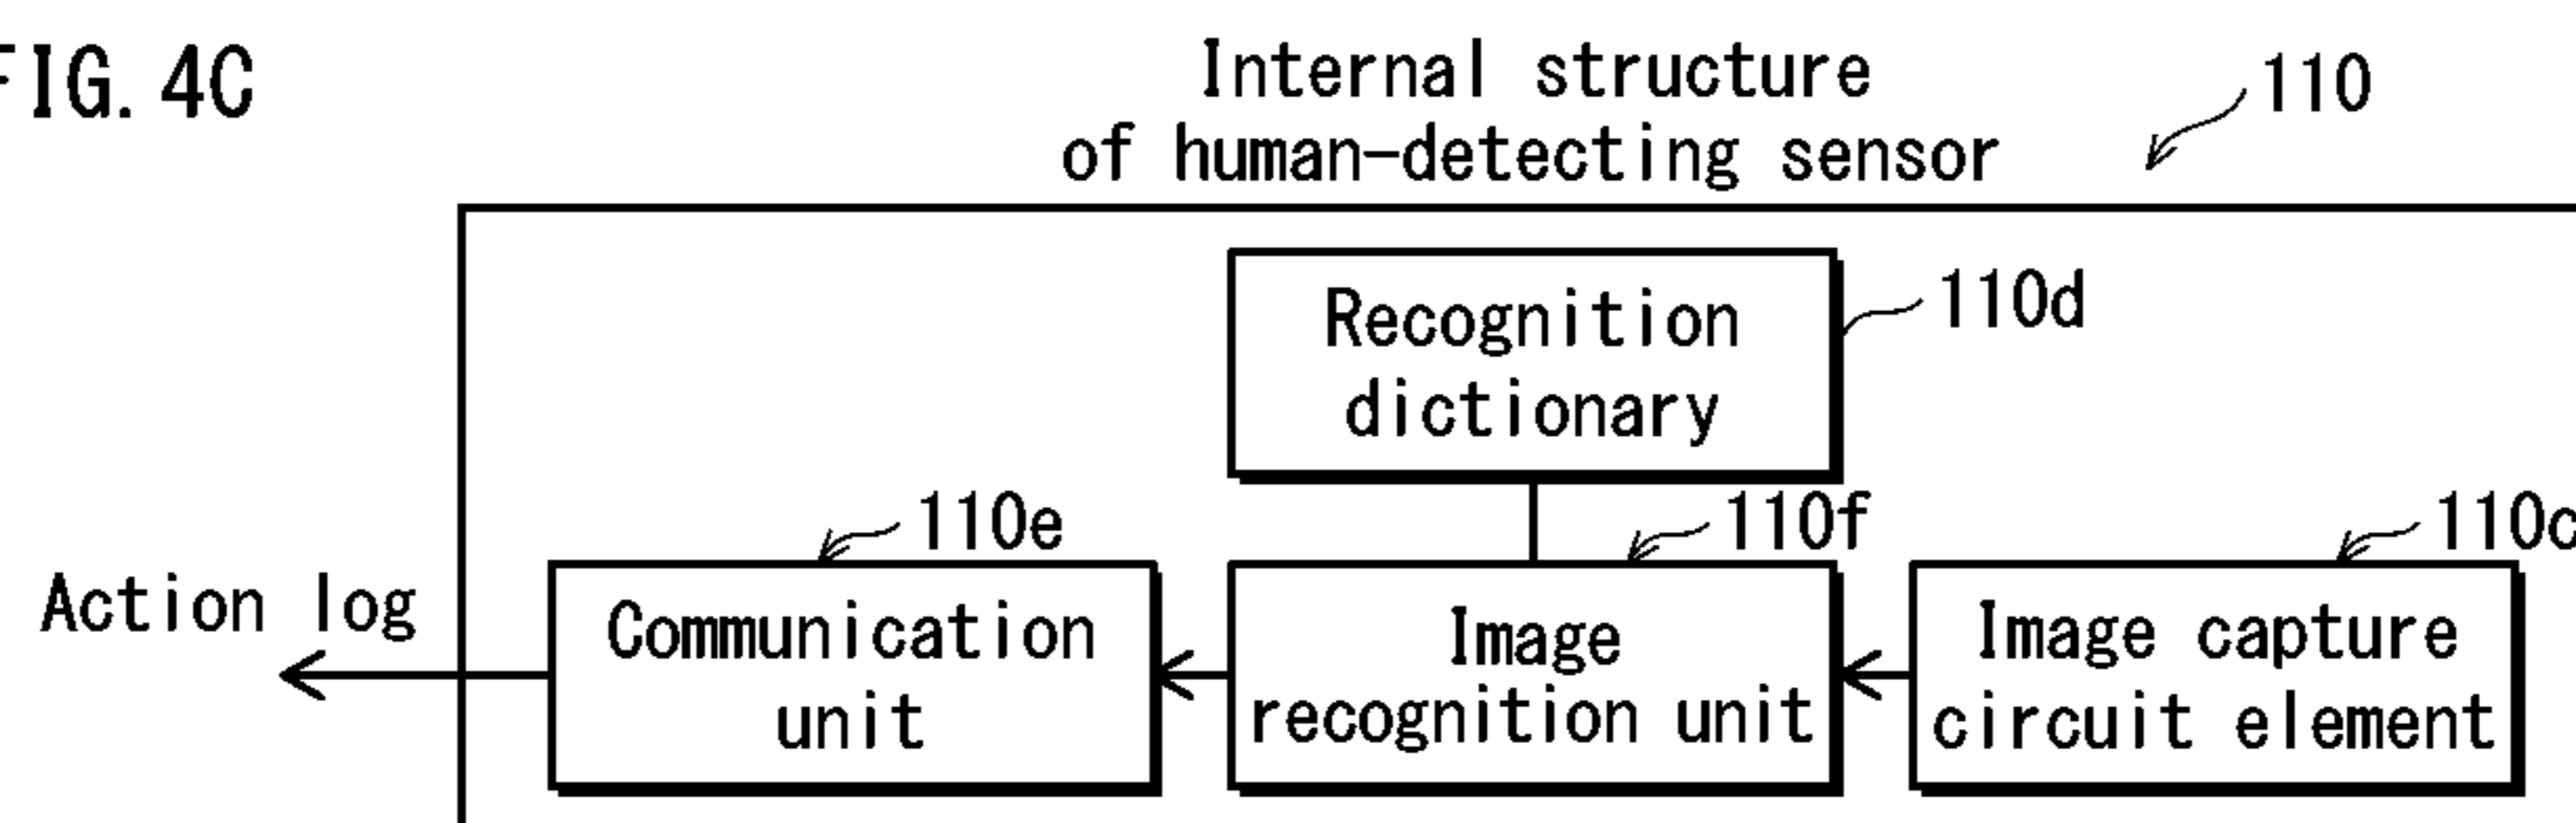 FIG. 4C
Internal structure
of human-detecting sensor
110
Recognition
dictionary
110d
110e
110f
110c
Action log
Communication
unit
Image
recognition unit
Image capture
circuit element